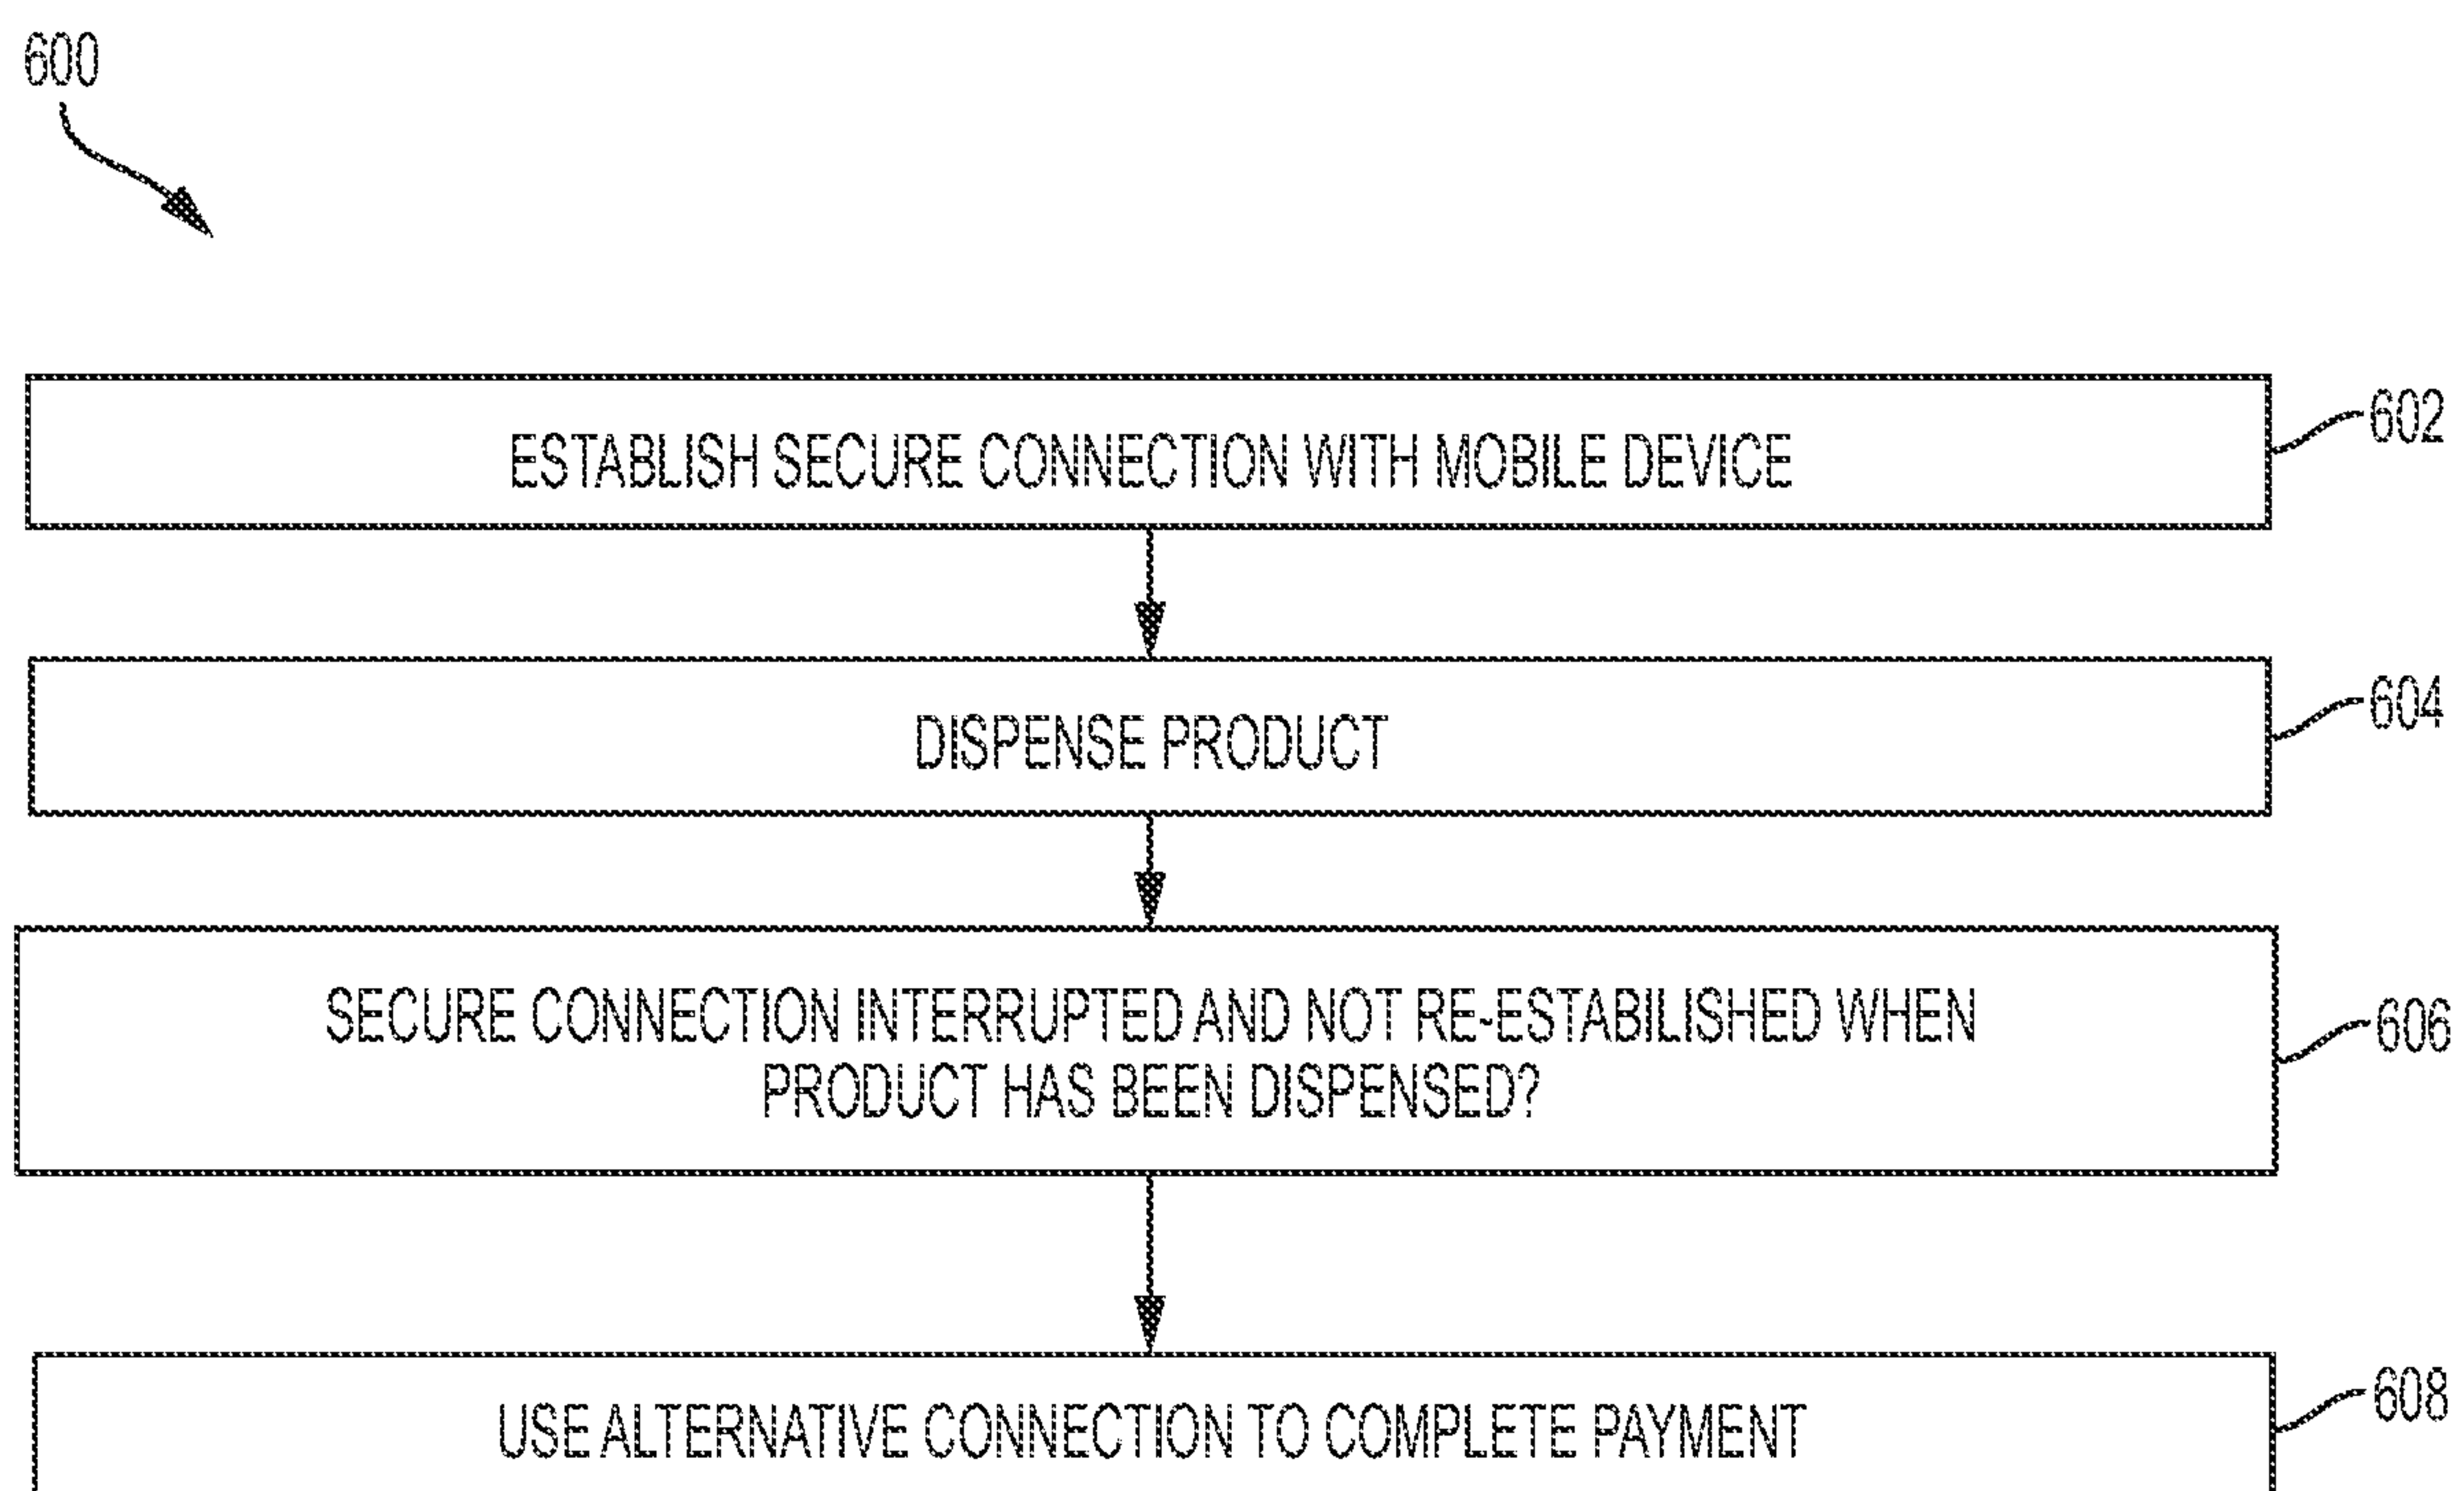 600
ESTABLISH SECURE CONNECTION WITH MOBILE DEVICE
602
DISPENSE PRODUCT
604
SECURE CONNECTION INTERRUPTED AND NOT RE-ESTABILISHED WHEN
PRODUCT HAS BEEN DISPENSED?
606
USE ALTERNATIVE CONNECTION TO COMPLETE PAYMENT
608